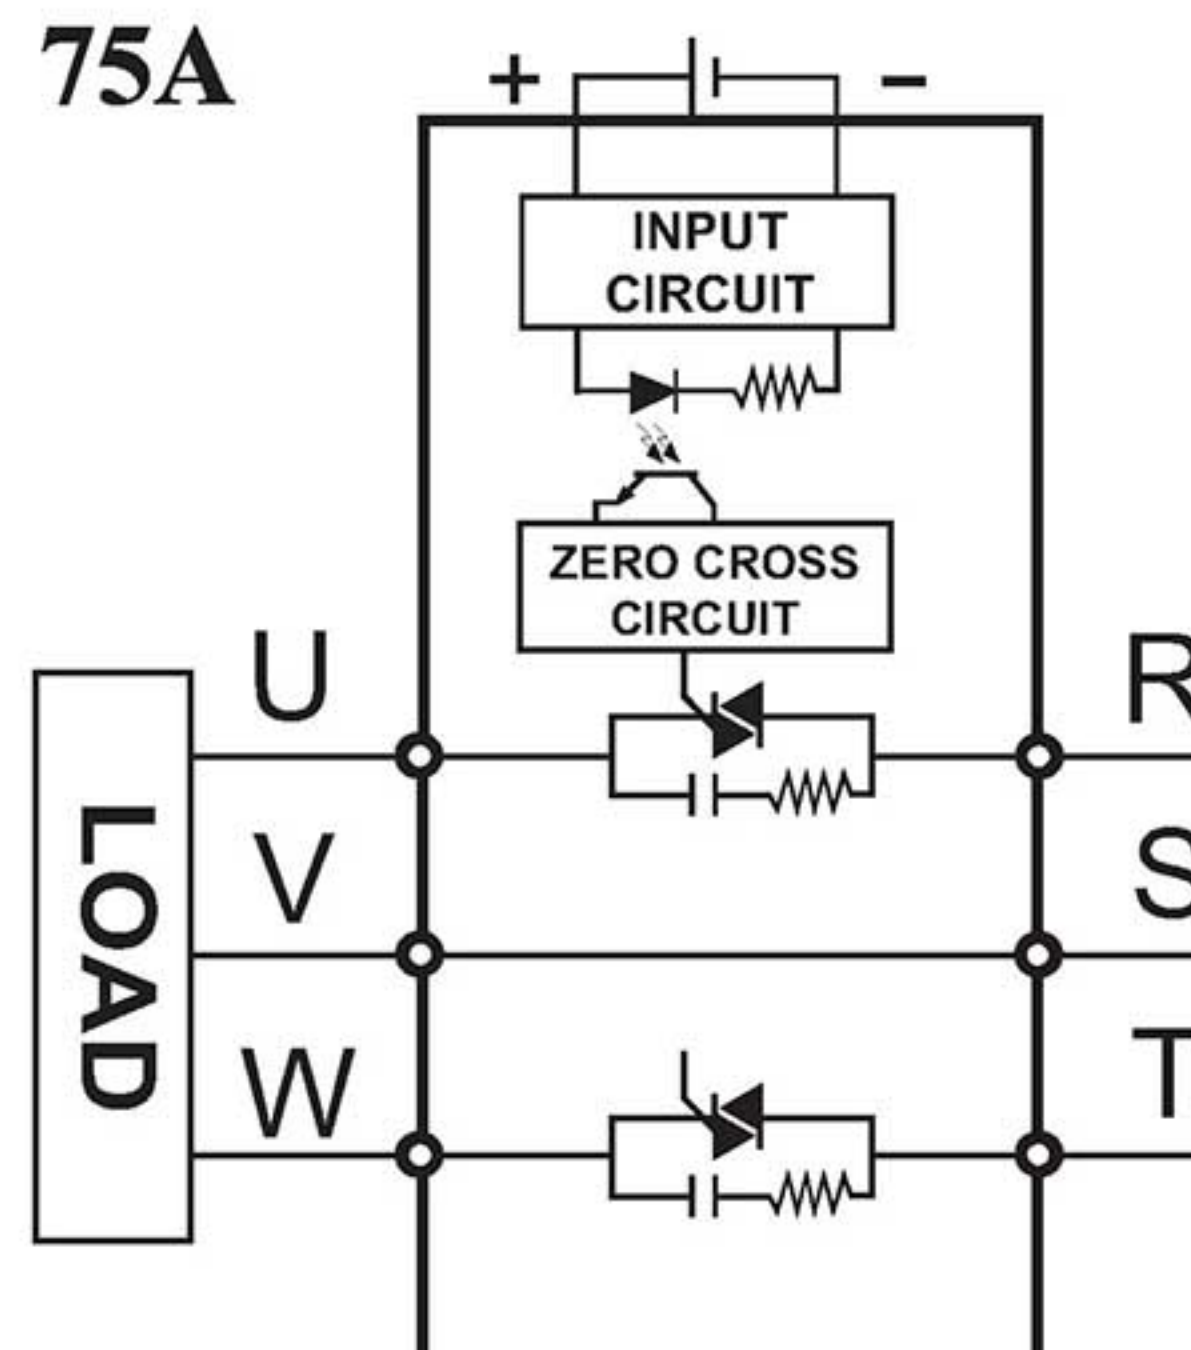 75A
+ −
INPUT
CIRCUIT
ZERO CROSS
CIRCUIT
U
R
V
S
W
T
LOAD